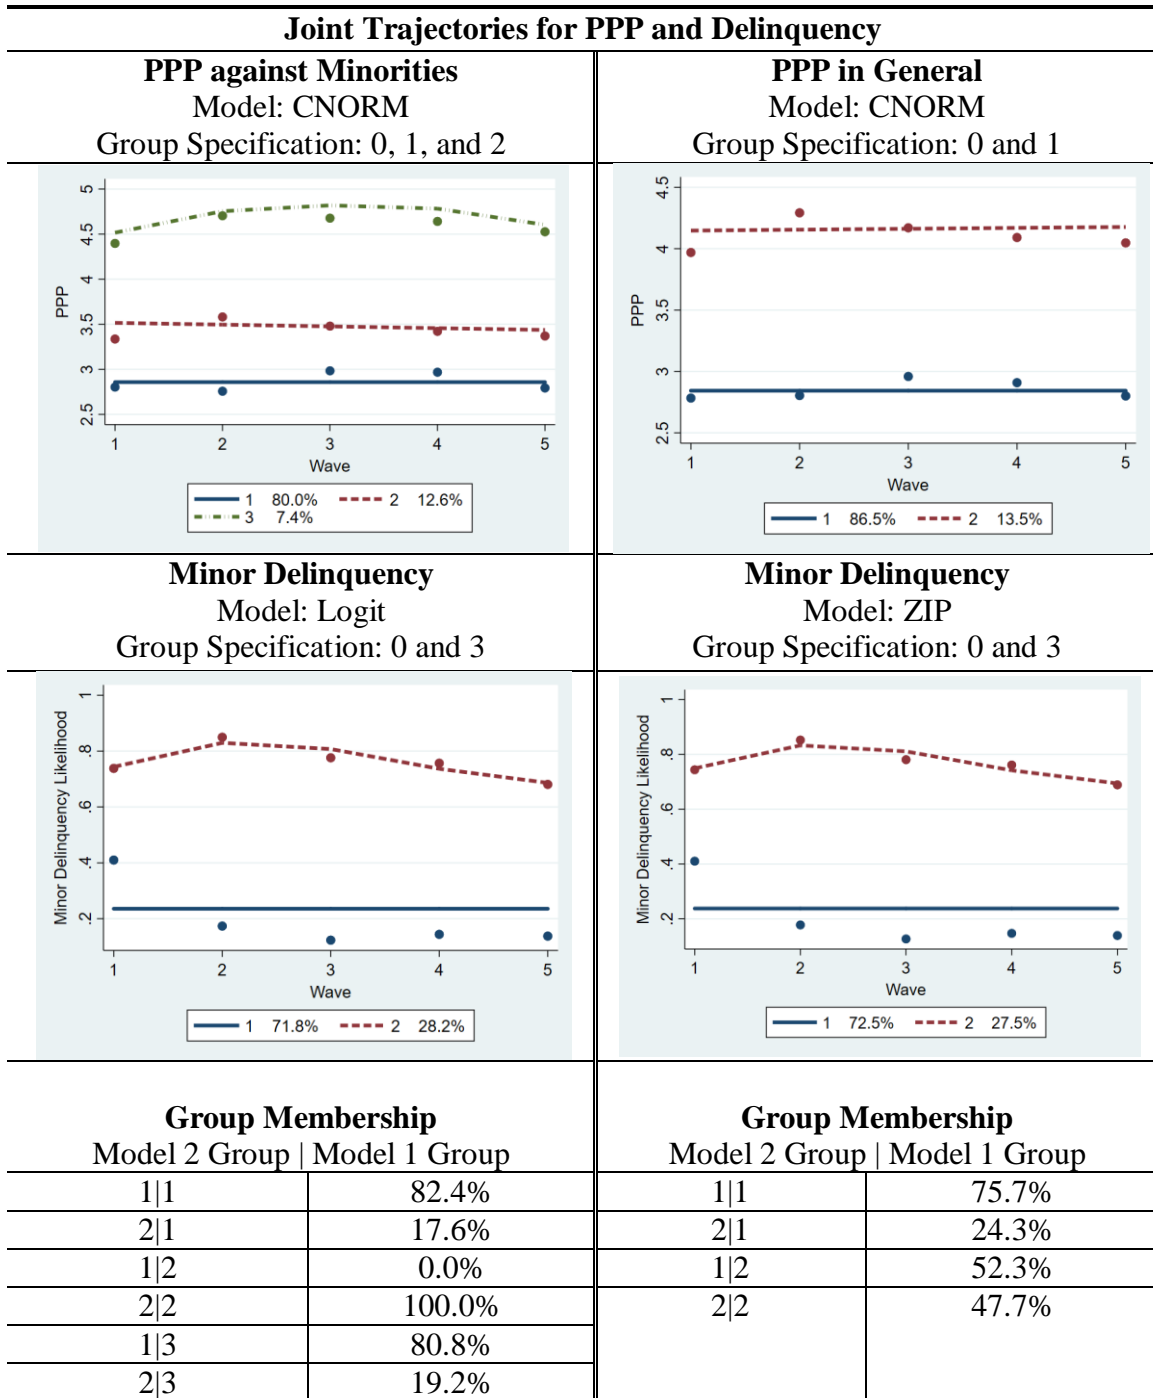 Joint Trajectories for PPP and Delinquency
PPP against Minorities
Model: CNORM
Group Specification: 0, 1, and 2
PPP in General
Model: CNORM
Group Specification: 0 and 1
5
4.5
4
3.5
3
2.5
PPP
1 2 3 4 5
Wave
1 80.0% 2 12.6%
3 7.4%
4.5
4
3.5
3
2.5
PPP
1 2 3 4 5
Wave
1 86.5% 2 13.5%
Minor Delinquency
Model: Logit
Group Specification: 0 and 3
Minor Delinquency
Model: ZIP
Group Specification: 0 and 3
1
.8
.6
.4
.2
Minor Delinquency Likelihood
1 2 3 4 5
Wave
1 71.8% 2 28.2%
1
.8
.6
.4
.2
Minor Delinquency Likelihood
1 2 3 4 5
Wave
1 72.5% 2 27.5%
Group Membership
Model 2 Group | Model 1 Group
1|1 82.4%
2|1 17.6%
1|2 0.0%
2|2 100.0%
1|3 80.8%
2|3 19.2%
Group Membership
Model 2 Group | Model 1 Group
1|1 75.7%
2|1 24.3%
1|2 52.3%
2|2 47.7%